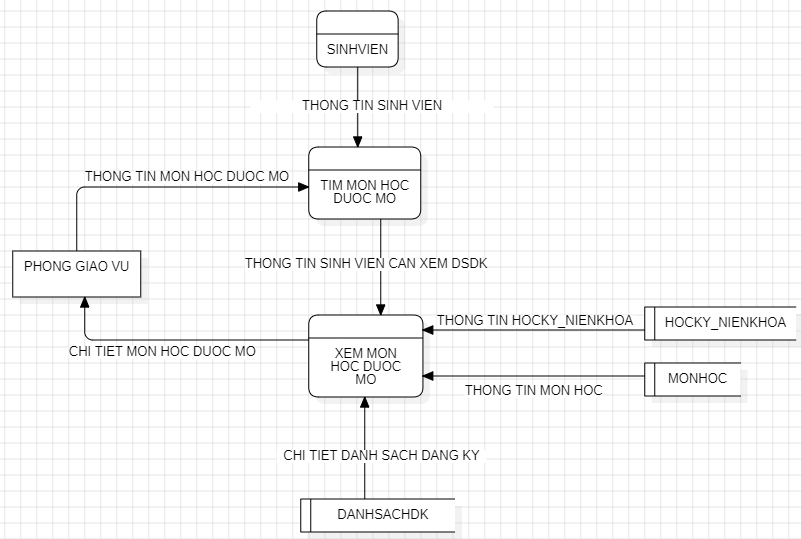 SINHVIEN
THONG TIN SINH VIEN
THONG TIN MON HOC DUOC MO
TIM MON HOC
DUOC MO
PHONG GIAO VU
THONG TIN SINH VIEN CAN XEM DSDK
THONG TIN HOCKY_NIENKHOA
HOCKY_NIENKHOA
CHI TIET MON HOC DUOC MO
XEM MON
HOC DUOC
MO
MONHOC
THONG TIN MON HOC
CHI TIET DANH SACH DANG KY
DANHSACHDK